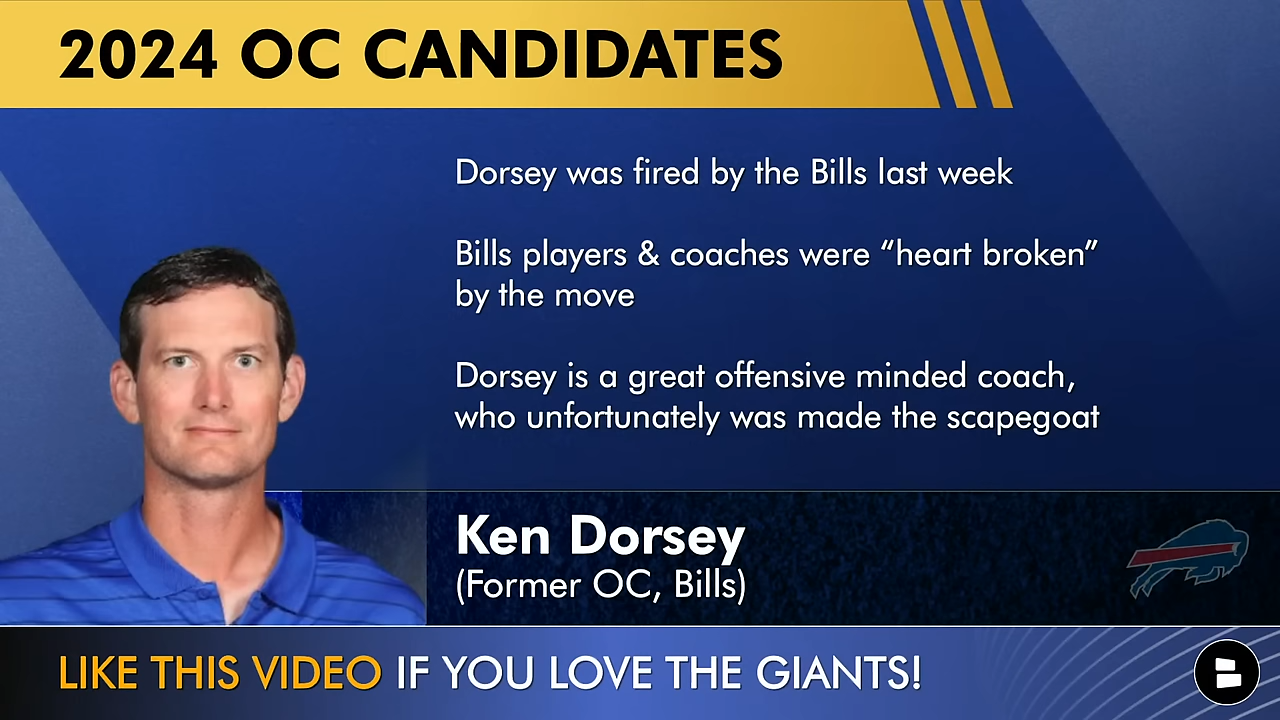 2024 OC CANDIDATES
Dorsey was fired by the Bills last week
Bills players & coaches were “heart broken”
by the move
Dorsey is a great offensive minded coach,
who unfortunately was made the scapegoat
Ken Dorsey
(Former OC, Bills)
LIKE THIS VIDEO IF YOU LOVE THE GIANTS!